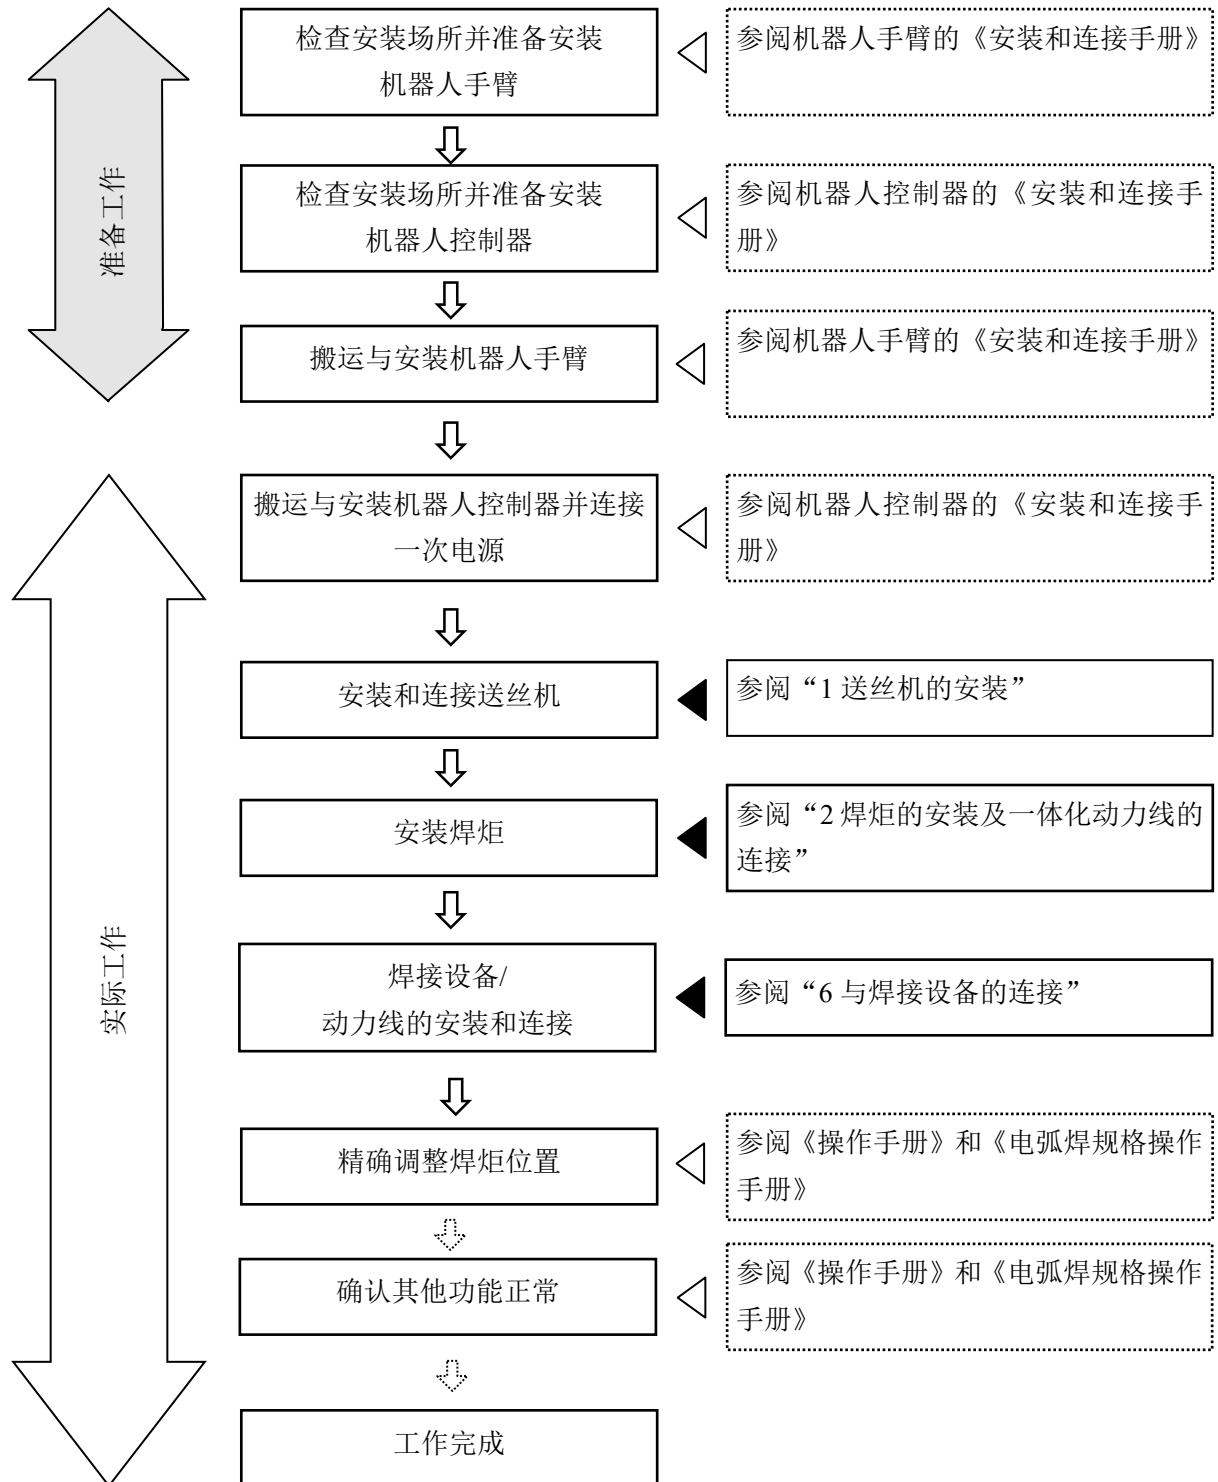 准备工作
检查安装场所并准备安装
机器人手臂
参阅机器人手臂的《安装和连接手册》
检查安装场所并准备安装
机器人控制器
参阅机器人控制器的《安装和连接手
册》
搬运与安装机器人手臂
参阅机器人手臂的《安装和连接手册》
实际工作
搬运与安装机器人控制器并连接
一次电源
参阅机器人控制器的《安装和连接手
册》
安装和连接送丝机
参阅“1 送丝机的安装”
安装焊炬
参阅“2 焊炬的安装及一体化动力线的
连接”
焊接设备/
动力线的安装和连接
参阅“6 与焊接设备的连接”
精确调整焊炬位置
参阅《操作手册》和《电弧焊规格操作
手册》
确认其他功能正常
参阅《操作手册》和《电弧焊规格操作
手册》
工作完成